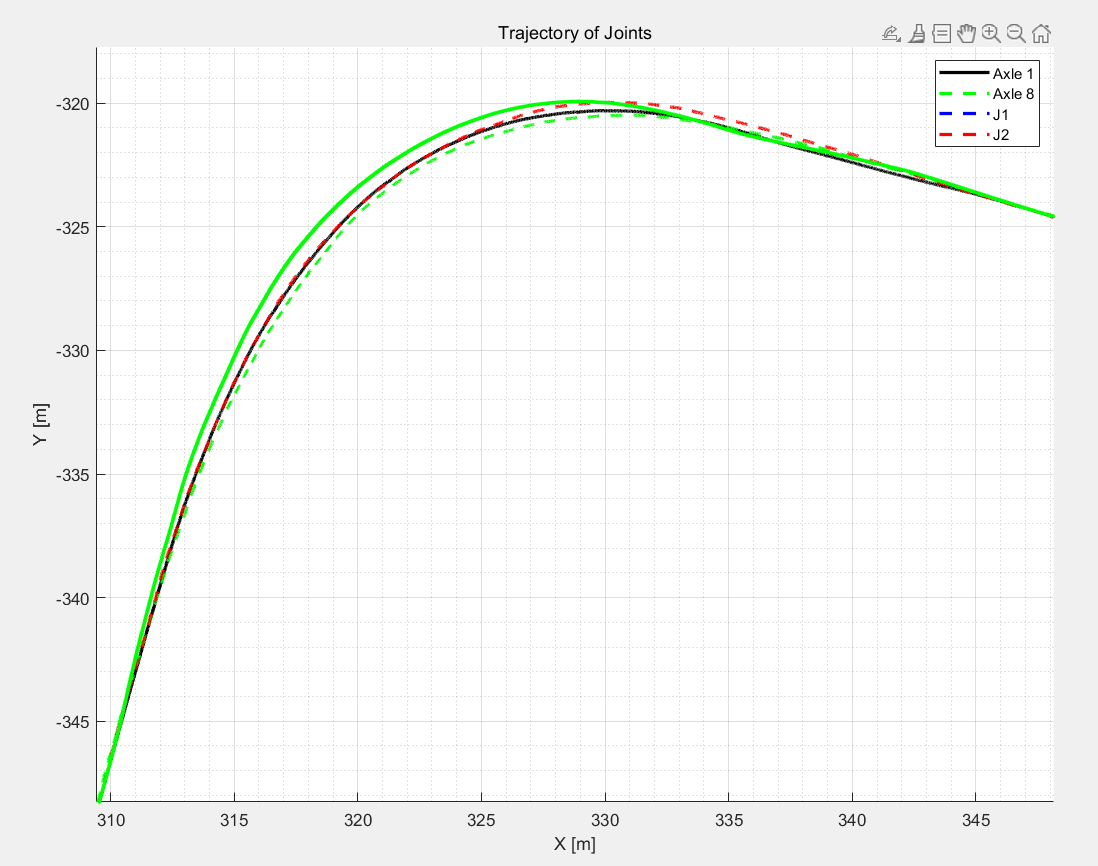 Trajectory of Joints
Axle 1
Axle 8
J1
J2
-320
-325
-330
-335
-340
-345
Y [m]
310 315 320 325 330 335 340 345
X [m]